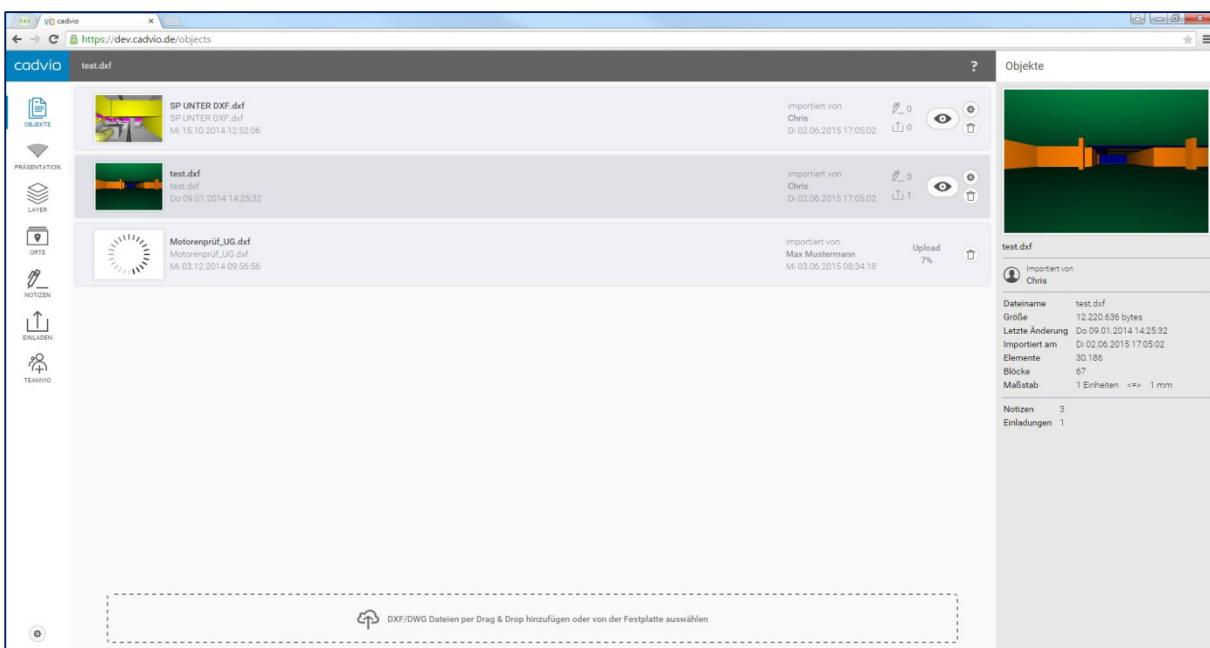 vio cadvio
https://dev.cadvio.de/objects
cadvio
test.dxf
?
Objekte
OBJEKTE
PRÄSENTATION
LAYER
ORTE
NOTIZEN
EINLADEN
TEAMVIO
SP UNTER DXF.dxf
SP UNTER DXF.dxf
Mi 15.10.2014 12:52:06
importiert von
Chris
Di 02.06.2015 17:05:02
0
0
test.dxf
test.dxf
Do 09.01.2014 14:25:32
importiert von
Chris
Di 02.06.2015 17:05:02
3
1
Motorenprüf_UG.dxf
Motorenprüf_UG.dxf
Mi 03.12.2014 09:56:56
importiert von
Max Mustermann
Mi 03.06.2015 08:34:18
Upload
7%
DXF/DWG Dateien per Drag & Drop hinzufügen oder von der Festplatte auswählen
test.dxf
Importiert von
Chris
Dateiname test.dxf
Größe 12.220.636 bytes
Letzte Änderung Do 09.01.2014 14:25:32
Importiert am Di 02.06.2015 17:05:02
Elemente 30.186
Blöcke 67
Maßstab 1 Einheiten <=> 1 mm
Notizen 3
Einladungen 1